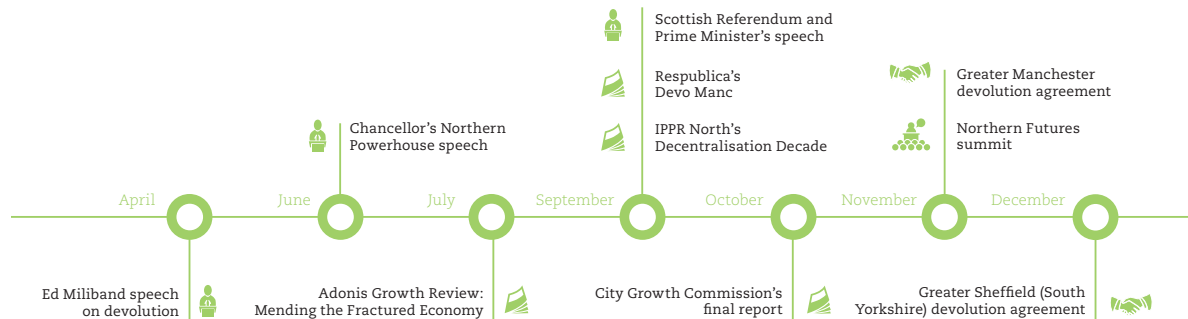 Scottish Referendum and
Prime Minister's speech
Respublica's
Devo Manc
IPPR North's
Decentralisation Decade
Greater Manchester
devolution agreement
Northern Futures
summit
Chancellor's Northern
Powerhouse speech
April
June
July
September
October
November
December
Ed Miliband speech
on devolution
Adonis Growth Review:
Mending the Fractured Economy
City Growth Commission's
final report
Greater Sheffield (South
Yorkshire) devolution agreement